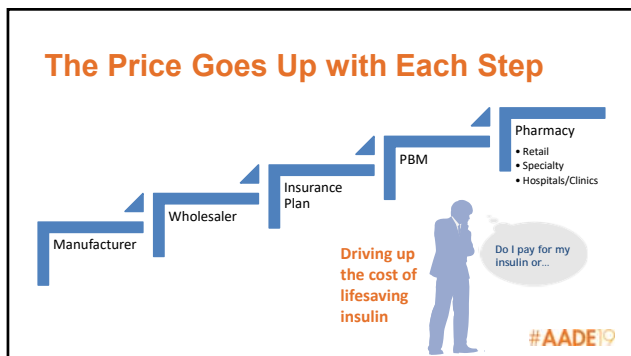 The Price Goes Up with Each Step
Pharmacy
• Retail
• Specialty
• Hospitals/Clinics
PBM
Insurance
Plan
Wholesaler
Manufacturer
Driving up
the cost of
lifesaving
insulin
Do I pay for my
insulin or...
#AADE19